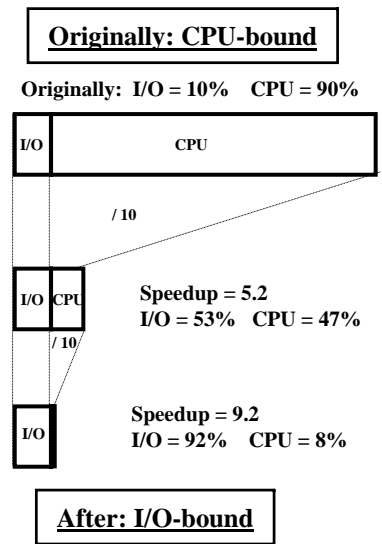 Originally: CPU-bound
Originally: I/O = 10% CPU = 90%
I/O CPU
/ 10
I/O CPU
Speedup = 5.2
I/O = 53% CPU = 47%
/ 10
I/O
Speedup = 9.2
I/O = 92% CPU = 8%
After: I/O-bound